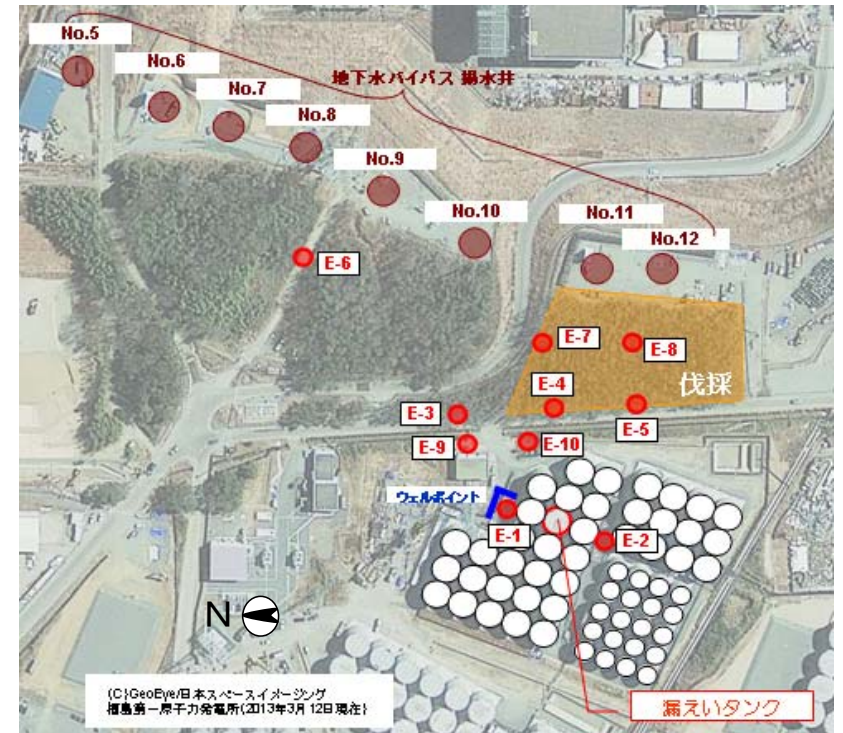 No.5
No.6
No.7
地下水バイパス 揚水井
No.8
No.9
No.10
No.11
No.12
E-6
E-7
E-8
伐採
E-4
E-3
E-5
E-9
E-10
ウェルポイント
E-1
E-2
N
(C)GeoEye/日本スペースイメージング
福島第一原子力発電所(2013年3月12日現在)
漏えいタンク